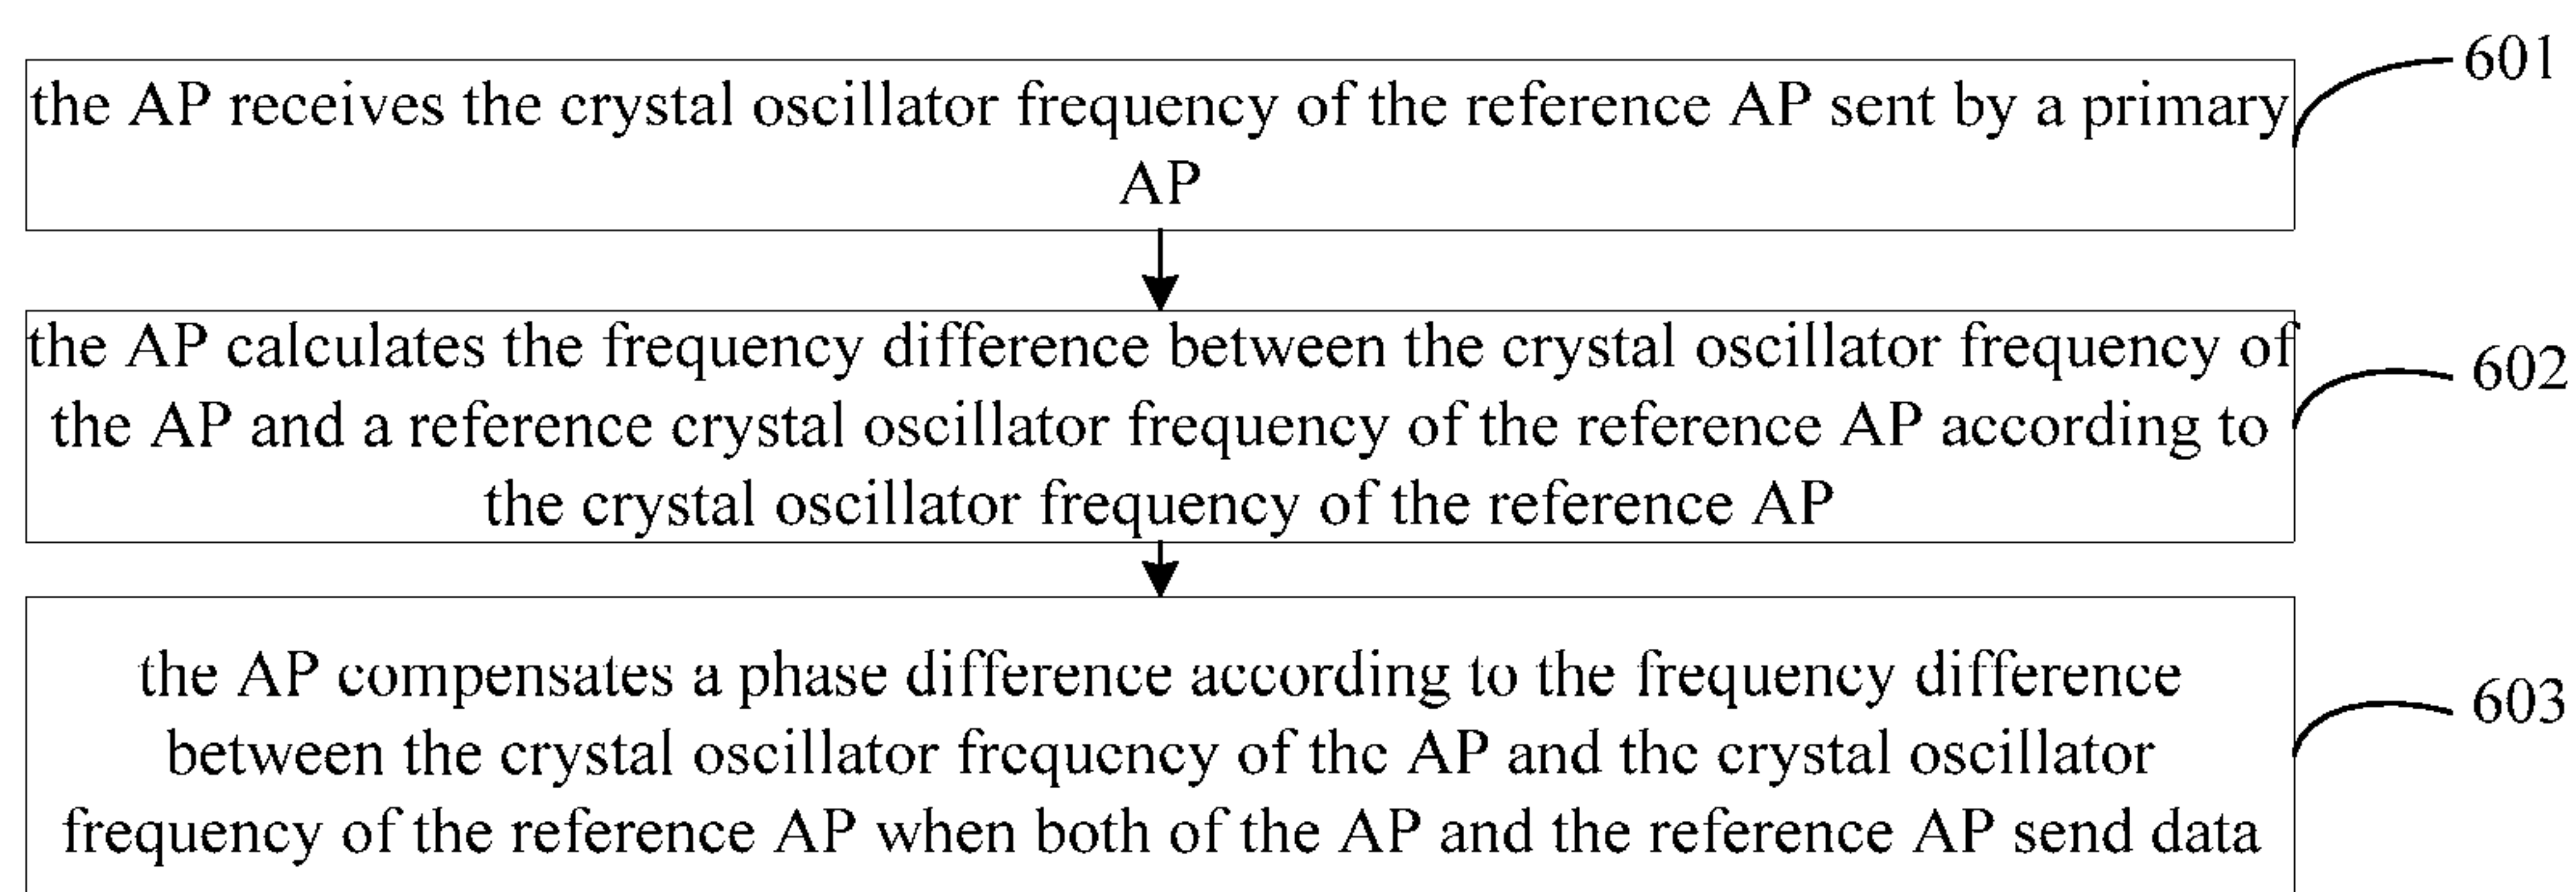 the AP receives the crystal oscillator frequency of the reference AP sent by a primary
AP
601
the AP calculates the frequency difference between the crystal oscillator frequency of
the AP and a reference crystal oscillator frequency of the reference AP according to
the crystal oscillator frequency of the reference AP
602
the AP compensates a phase difference according to the frequency difference
between the crystal oscillator frequency of the AP and the crystal oscillator
frequency of the reference AP when both of the AP and the reference AP send data
603